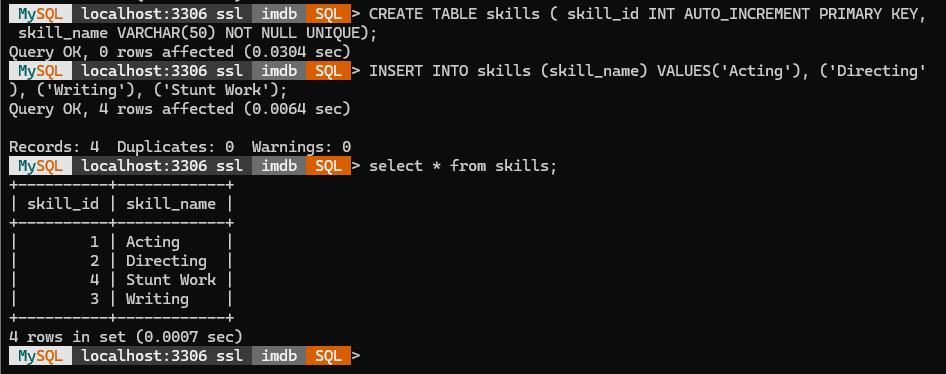 MySQL localhost:3306 ssl imdb SQL > CREATE TABLE skills ( skill_id INT AUTO_INCREMENT PRIMARY KEY,
 skill_name VARCHAR(50) NOT NULL UNIQUE);
Query OK, 0 rows affected (0.0304 sec)
MySQL localhost:3306 ssl imdb SQL > INSERT INTO skills (skill_name) VALUES('Acting'), ('Directing'
), ('Writing'), ('Stunt Work');
Query OK, 4 rows affected (0.0064 sec)

Records: 4  Duplicates: 0  Warnings: 0
MySQL localhost:3306 ssl imdb SQL > select * from skills;
+----------+------------+
| skill_id | skill_name |
+----------+------------+
|        1 | Acting     |
|        2 | Directing  |
|        4 | Stunt Work |
|        3 | Writing    |
+----------+------------+
4 rows in set (0.0007 sec)
MySQL localhost:3306 ssl imdb SQL >